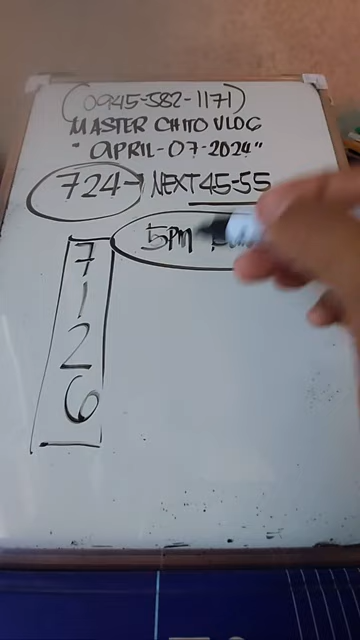 (0945-582-1171)
MASTER CHITO VLOG
"APRIL-07-2024"
724→ NEXT 45-55
5pm
7
1
2
6